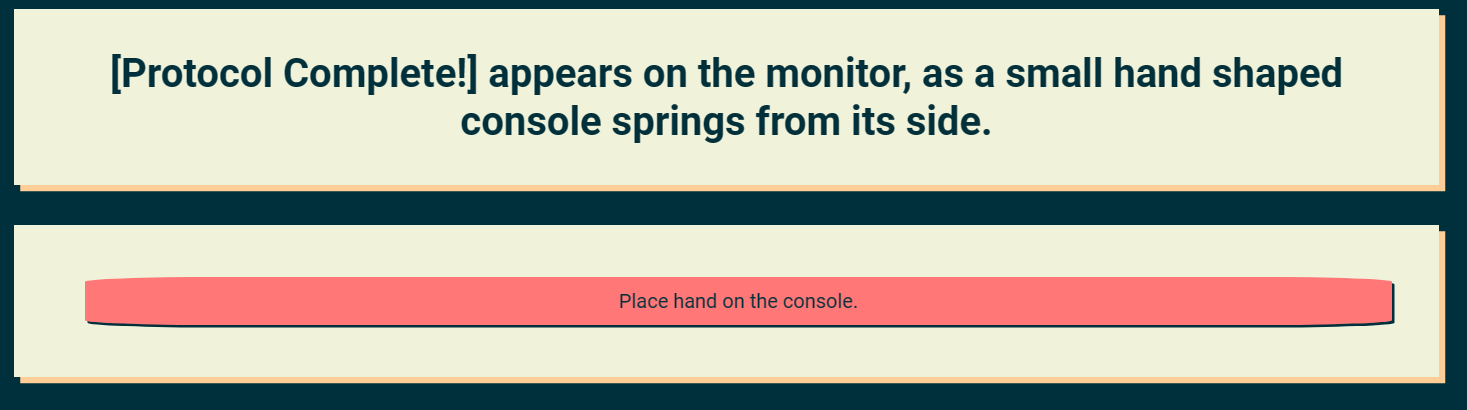 [Protocol Complete!] appears on the monitor, as a small hand shaped
console springs from its side.
Place hand on the console.